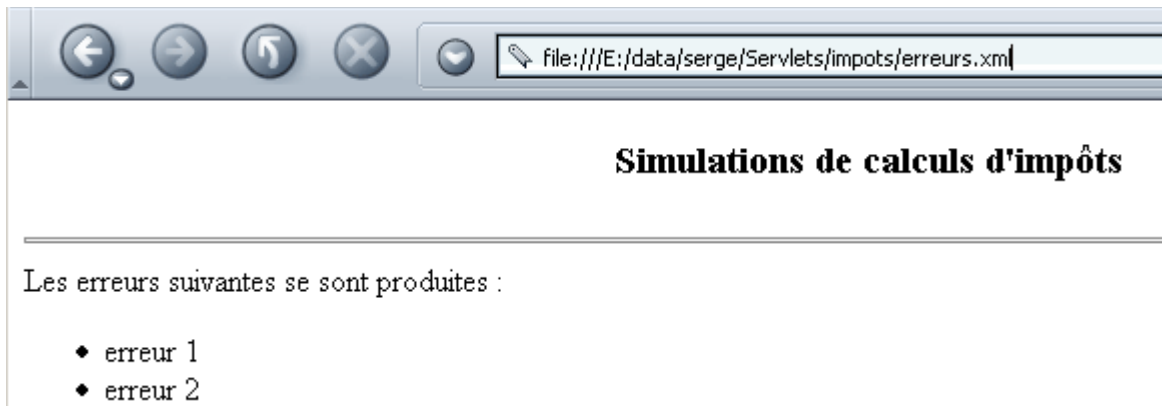 file:///E:/data/serge/Servlets/impots/erreurs.xml
Simulations de calculs d'impôts
Les erreurs suivantes se sont produites :
erreur 1
erreur 2